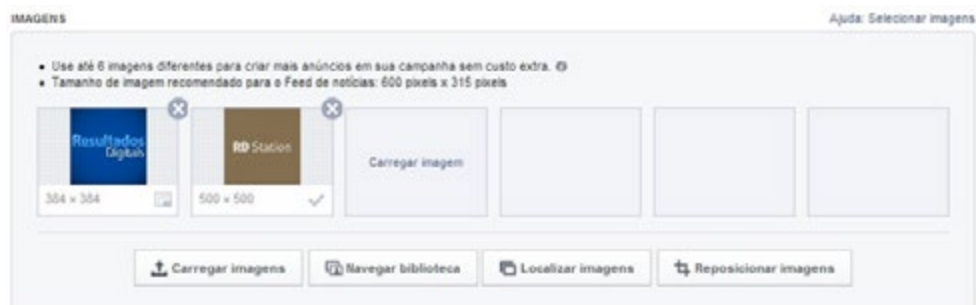 IMAGENS
Ajuda: Selecionar imagens
Use até 6 imagens diferentes para criar mais anúncios em sua campanha sem custo extra.
Tamanho de imagem recomendado para o Feed de notícias: 600 pixels x 315 pixels
Resultados
Digitais
RD Station
Carregar imagem
384 × 384
500 × 500
Carregar imagens
Navegar biblioteca
Localizar imagens
Reposicionar imagens